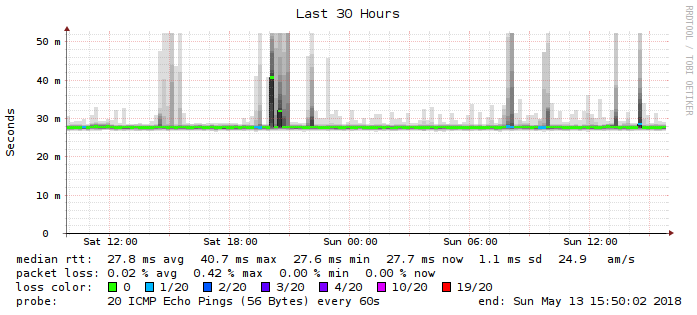 Last 30 Hours
RRDTOOL / TOBI OETIKER
Seconds
50 m
40 m
30 m
20 m
10 m
0
Sat 12:00 Sat 18:00 Sun 00:00 Sun 06:00 Sun 12:00
median rtt: 27.8 ms avg 40.7 ms max 27.6 ms min 27.7 ms now 1.1 ms sd 24.9 am/s
packet loss: 0.02 % avg 0.42 % max 0.00 % min 0.00 % now
loss color: 0 1/20 2/20 3/20 4/20 10/20 19/20
probe: 20 ICMP Echo Pings (56 Bytes) every 60s end: Sun May 13 15:50:02 2018